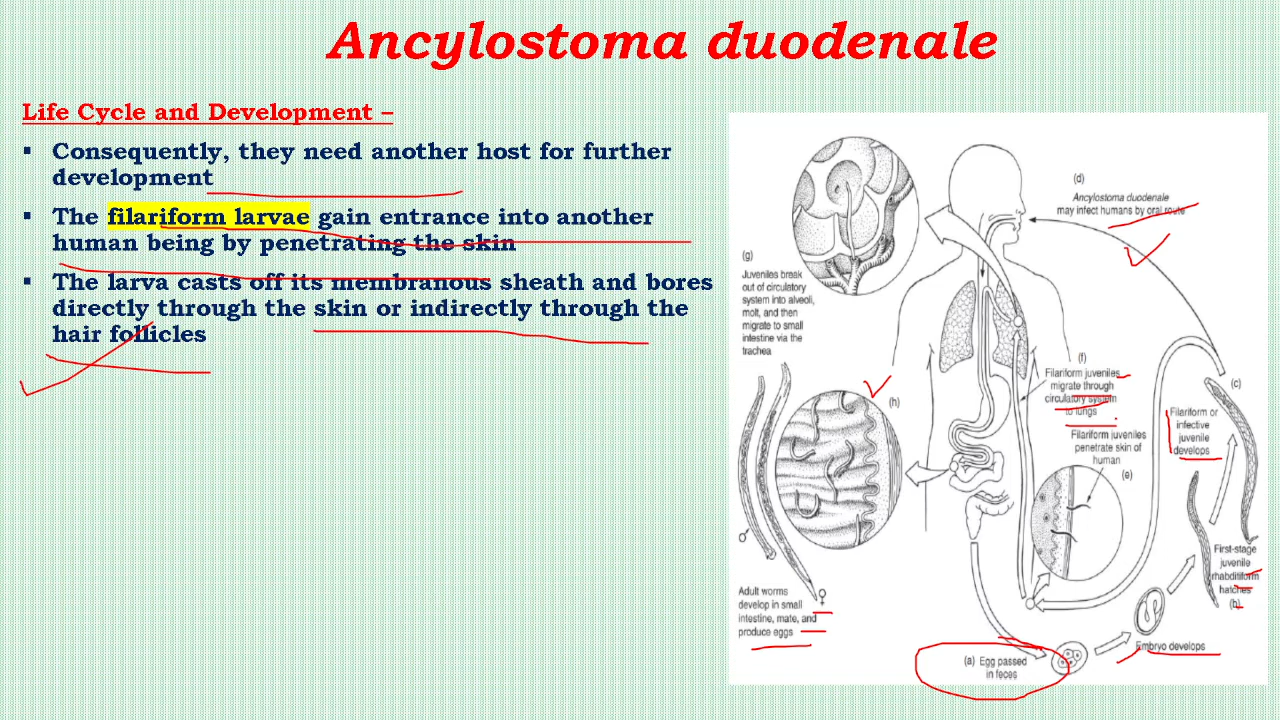 Ancylostoma duodenale
Life Cycle and Development –
▪ Consequently, they need another host for further
development
▪ The filariform larvae gain entrance into another
human being by penetrating the skin
▪ The larva casts off its membranous sheath and bores
directly through the skin or indirectly through the
hair follicles
(d)
Ancylostoma duodenale
may infect humans by oral route
(g)
Juveniles break
out of circulatory
system into alveoli,
molt, and then
migrate to small
intestine via the
trachea
(f)
Filariform juveniles
migrate through
circulatory system
to lungs
(c)
Filariform or
infective
juvenile
develops
(h)
Filariform juveniles
penetrate skin of
human
(e)
First-stage
juvenile
rhabditiform
hatches
(b)
♂
♀
Adult worms
develop in small
intestine, mate, and
produce eggs
Embryo develops
(a) Egg passed
in feces